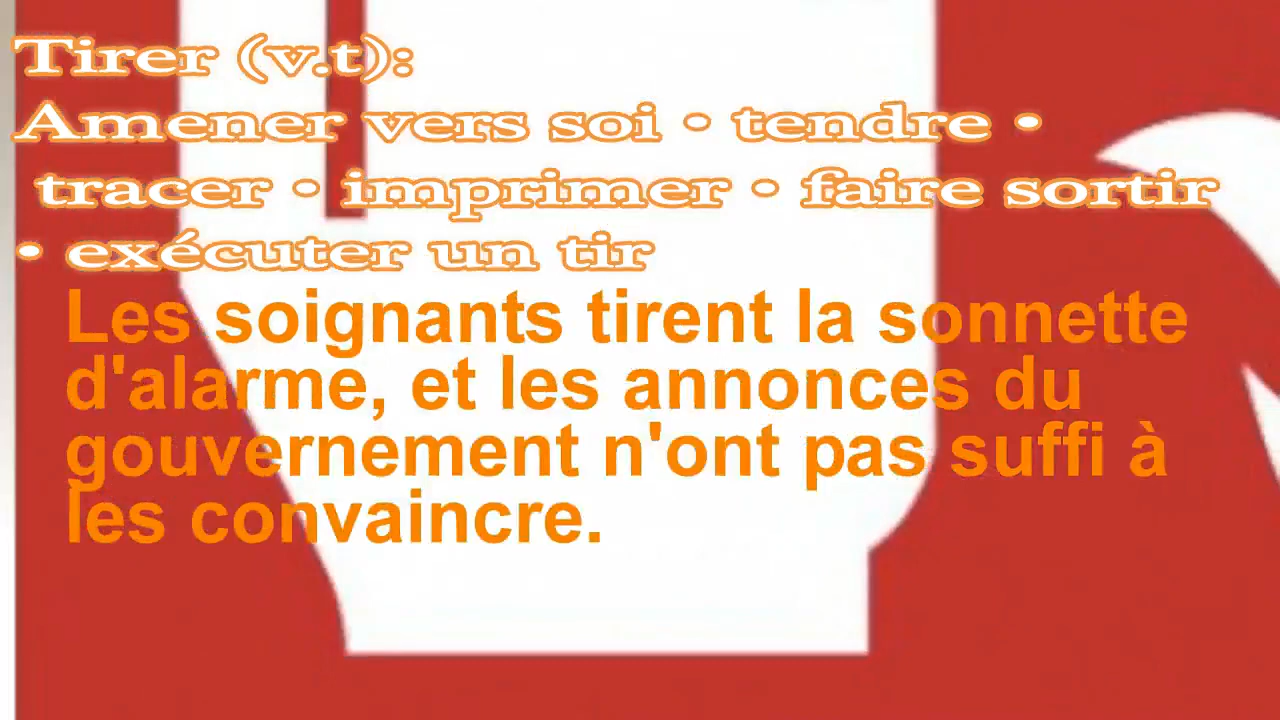 Tirer (v.t):
Amener vers soi • tendre •
tracer • imprimer • faire sortir
• exécuter un tir
Les soignants tirent la sonnette
d'alarme, et les annonces du
gouvernement n'ont pas suffi à
les convaincre.